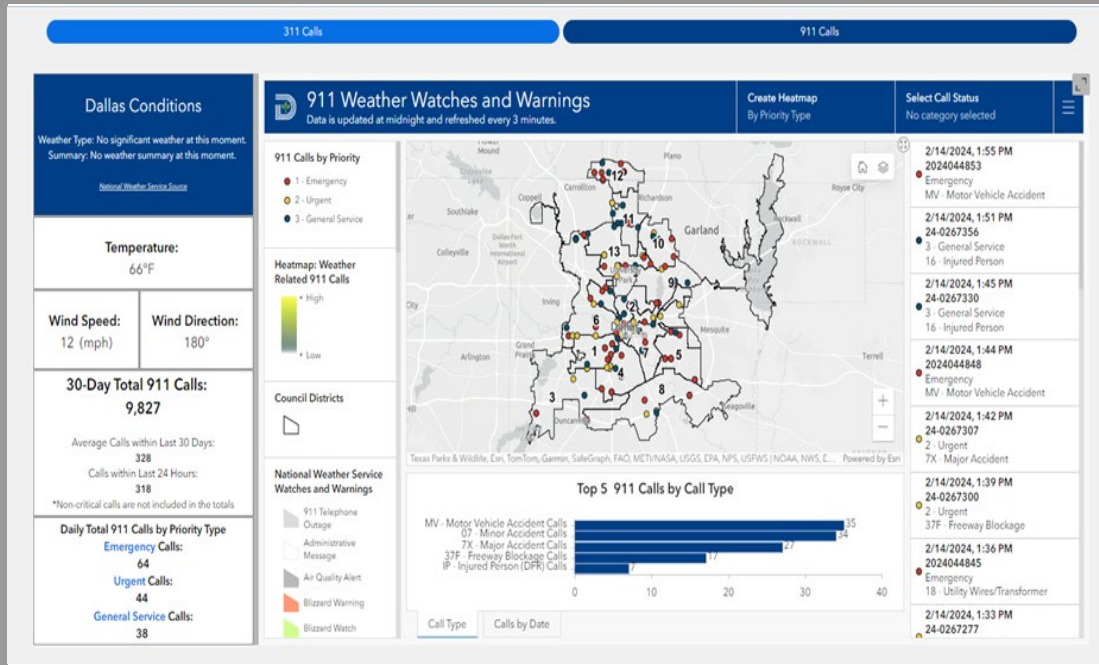 311 Calls
911 Calls
Dallas Conditions
Weather Type: No significant weather at this moment.
Summary: No weather summary at this moment.
National Weather Service Source
Temperature:
66°F
Wind Speed:
12 (mph)
Wind Direction:
180°
30-Day Total 911 Calls:
9,827
Average Calls within Last 30 Days:
328
Calls within Last 24 Hours:
318
*Non-critical calls are not included in the totals
Daily Total 911 Calls by Priority Type
Emergency Calls:
64
Urgent Calls:
44
General Service Calls:
38
911 Weather Watches and Warnings
Data is updated at midnight and refreshed every 3 minutes.
Create Heatmap
By Priority Type
Select Call Status
No category selected
911 Calls by Priority
1 - Emergency
2 - Urgent
3 - General Service
Heatmap: Weather
Related 911 Calls
High
Low
Council Districts
National Weather Service
Watches and Warnings
911 Telephone
Outage
Administrative
Message
Air Quality Alert
Blizzard Warning
Blizzard Watch
Mound
Plano
Carrollton
12
Coppell
Richardson
Royse City
Southlake
11
Rockwall
Garland
10
ROCKWALL
Dallas-Fort
Worth
International
Airport
Colleyville
13
University
Park
9
Irving
2
6
Dallas
Mesquite
Grand
Prairie
Arlington
1
7
5
Terrell
4
8
3
Seagoville
Duncanville
+
−
Texas Parks & Wildlife, Esri, TomTom, Garmin, SafeGraph, FAO, METI/NASA, USGS, EPA, NPS, USFWS | NOAA, NWS, E...
Powered by Esri
Top 5 911 Calls by Call Type
MV - Motor Vehicle Accident Calls
35
07 - Minor Accident Calls
34
7X - Major Accident Calls
27
37F - Freeway Blockage Calls
17
IP - Injured Person (DFR) Calls
7
0
10
20
30
40
Call Type
Calls by Date
2/14/2024, 1:55 PM
2024044853
Emergency
MV - Motor Vehicle Accident
2/14/2024, 1:51 PM
24-0267356
3 - General Service
16 - Injured Person
2/14/2024, 1:45 PM
24-0267330
3 - General Service
16 - Injured Person
2/14/2024, 1:44 PM
2024044848
Emergency
MV - Motor Vehicle Accident
2/14/2024, 1:42 PM
24-0267307
2 - Urgent
7X - Major Accident
2/14/2024, 1:39 PM
24-0267300
2 - Urgent
37F - Freeway Blockage
2/14/2024, 1:36 PM
2024044845
Emergency
18 - Utility Wires/Transformer
2/14/2024, 1:33 PM
24-0267277